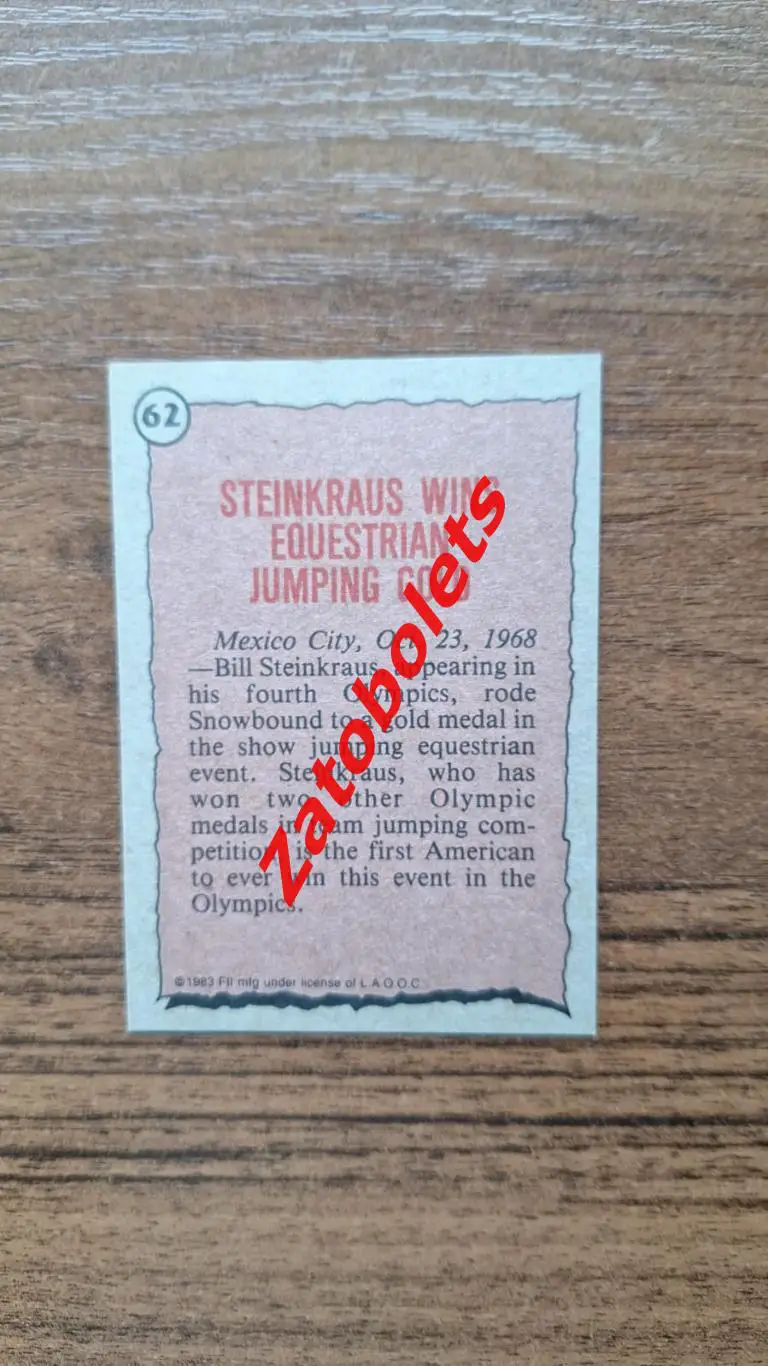 62
STEINKRAUS WINS
EQUESTRIAN
JUMPING GOLD
Mexico City, Oct. 23, 1968
—Bill Steinkraus, appearing in
his fourth Olympics, rode
Snowbound to a gold medal in
the show jumping equestrian
event. Steinkraus, who has
won two other Olympic
medals in team jumping com-
petition, is the first American
to ever win this event in the
Olympics.
©1983 FII mfg under license of L.A.O.O.C.
Zatobolets